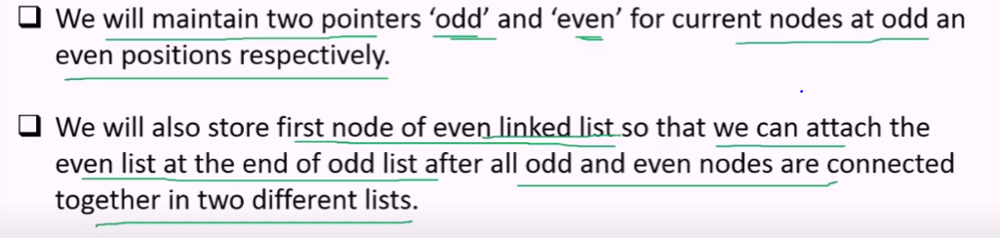 ❑ We will maintain two pointers ‘odd’ and ‘even’ for current nodes at odd an
even positions respectively.
❑ We will also store first node of even linked list so that we can attach the
even list at the end of odd list after all odd and even nodes are connected
together in two different lists.